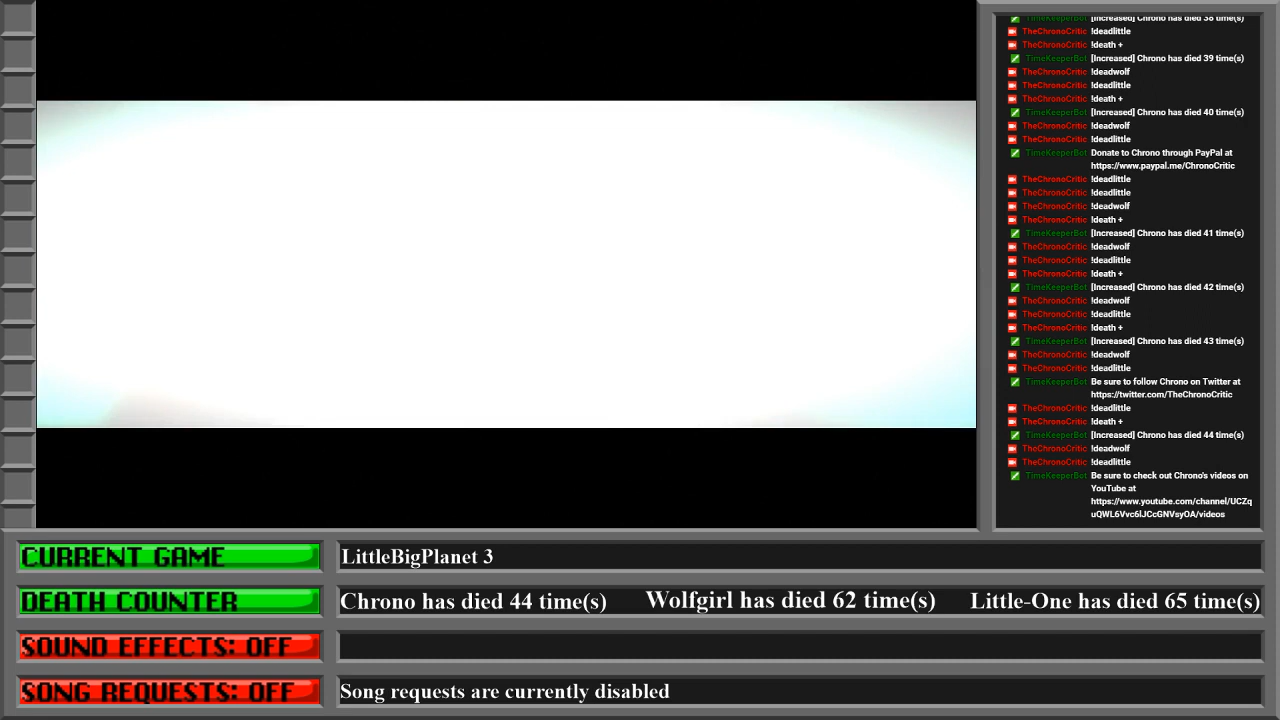 [Increased] Chrono has died 38 time(s)
TheChronoCritic !deadlittle
TheChronoCritic !death +
TimeKeeperBot [Increased] Chrono has died 39 time(s)
TheChronoCritic !deadwolf
TheChronoCritic !deadlittle
TheChronoCritic !death +
TimeKeeperBot [Increased] Chrono has died 40 time(s)
TheChronoCritic !deadwolf
TheChronoCritic !deadlittle
TimeKeeperBot Donate to Chrono through PayPal at
https://www.paypal.me/ChronoCritic
TheChronoCritic !deadlittle
TheChronoCritic !deadlittle
TheChronoCritic !deadwolf
TheChronoCritic !death +
TimeKeeperBot [Increased] Chrono has died 41 time(s)
TheChronoCritic !deadwolf
TheChronoCritic !deadlittle
TheChronoCritic !death +
TimeKeeperBot [Increased] Chrono has died 42 time(s)
TheChronoCritic !deadwolf
TheChronoCritic !deadlittle
TheChronoCritic !death +
TimeKeeperBot [Increased] Chrono has died 43 time(s)
TheChronoCritic !deadwolf
TheChronoCritic !deadlittle
TimeKeeperBot Be sure to follow Chrono on Twitter at
https://twitter.com/TheChronoCritic
TheChronoCritic !deadlittle
TheChronoCritic !death +
TimeKeeperBot [Increased] Chrono has died 44 time(s)
TheChronoCritic !deadwolf
TheChronoCritic !deadlittle
TimeKeeperBot Be sure to check out Chrono's videos on
YouTube at
https://www.youtube.com/channel/UCZq
uQWL6Vvc6lJCcGNVsyOA/videos
CURRENT GAME LittleBigPlanet 3
DEATH COUNTER Chrono has died 44 time(s) Wolfgirl has died 62 time(s) Little-One has died 65 time(s)
SOUND EFFECTS: OFF
SONG REQUESTS: OFF Song requests are currently disabled